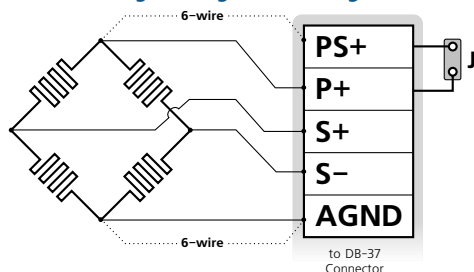 6-wire
PS+
J
P+
S+
S−
AGND
6-wire
to DB-37
Connector